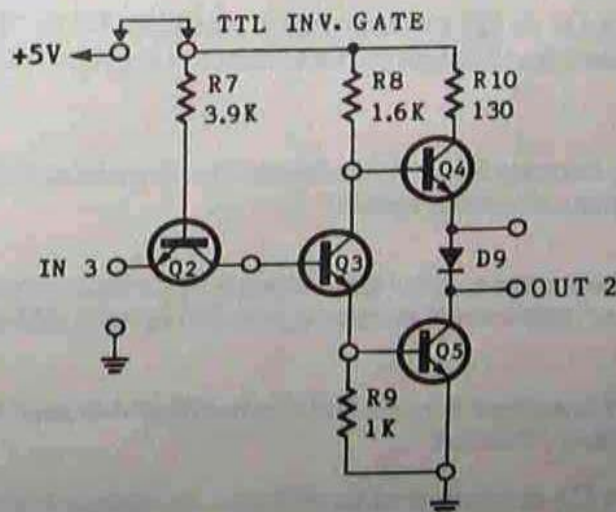 TTL INV. GATE
+5V
R7
3.9K
R8
1.6K
R10
130
Q4
IN 3
Q2
Q3
D9
OUT 2
Q5
R9
1K